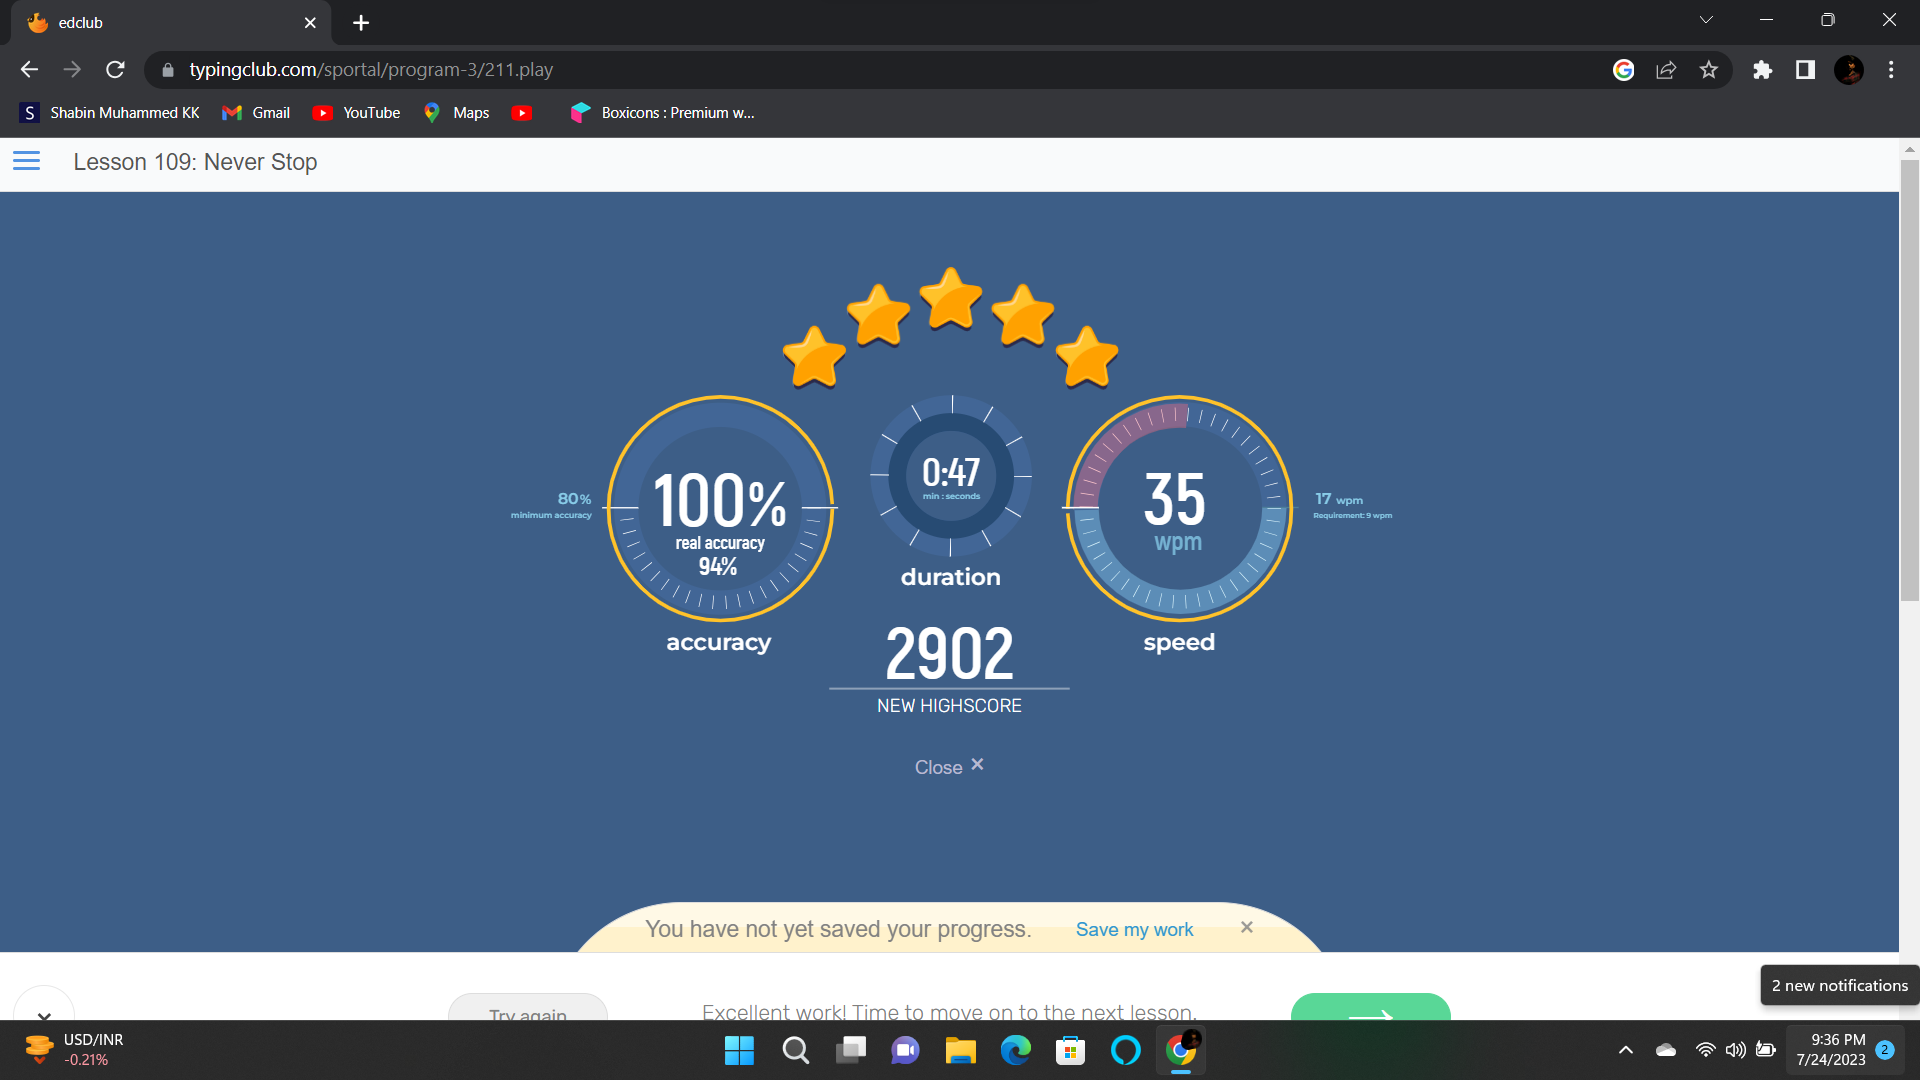 edclub
typingclub.com/sportal/program-3/211.play
S Shabin Muhammed KK Gmail YouTube Maps Boxicons : Premium w...
Lesson 109: Never Stop
80%
minimum accuracy
100%
real accuracy
94%
accuracy
0:47
min : seconds
duration
35
wpm
speed
17 wpm
Requirement: 9 wpm
2902
NEW HIGHSCORE
Close ×
You have not yet saved your progress. Save my work ×
2 new notifications
Try again
Excellent work! Time to move on to the next lesson.
USD/INR
-0.21%
9:36 PM
7/24/2023
2